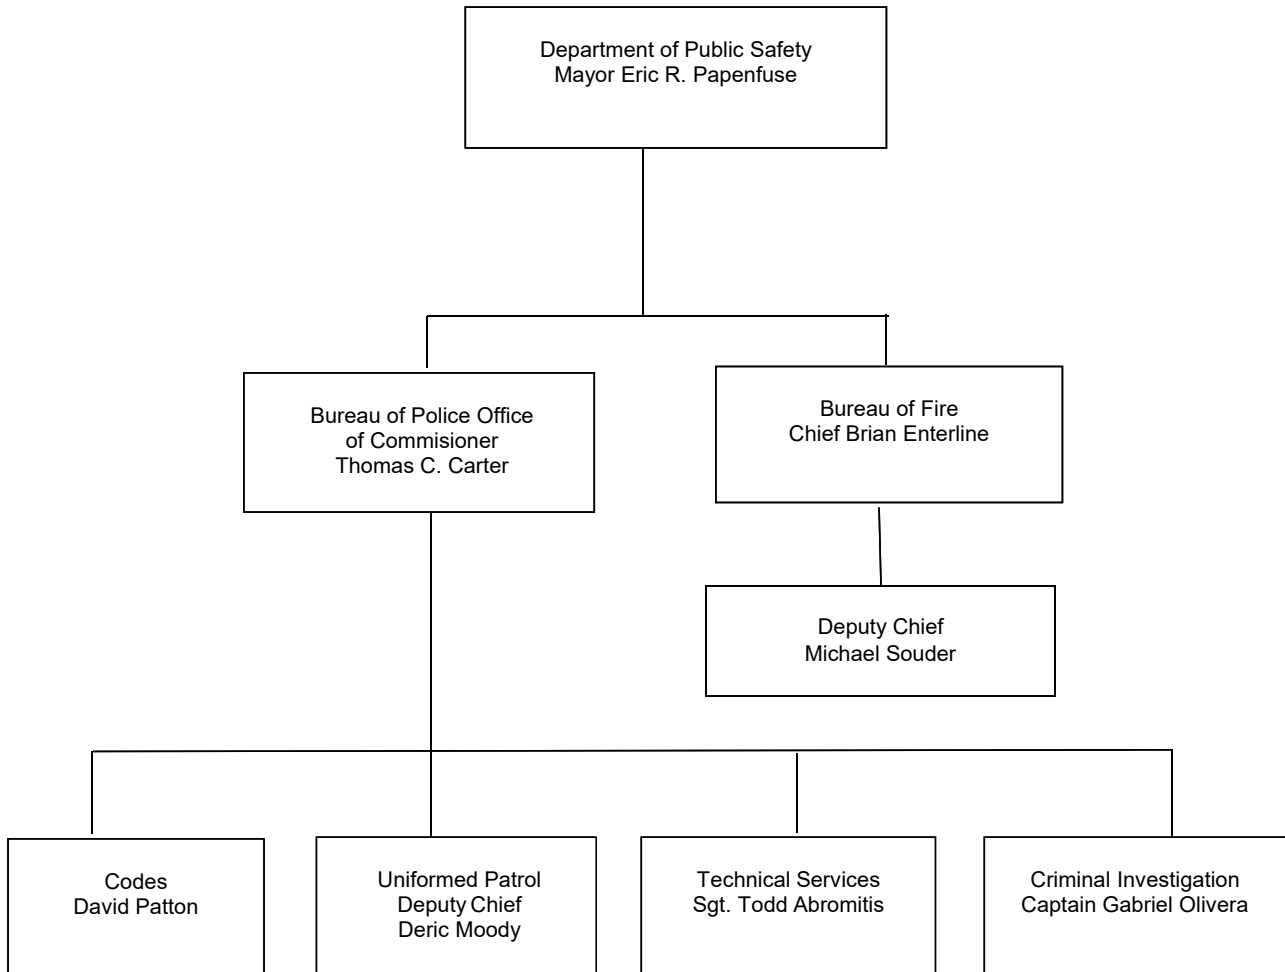 Department of Public Safety
Mayor Eric R. Papenfuse
Bureau of Police Office
of Commisioner
Thomas C. Carter
Bureau of Fire
Chief Brian Enterline
Deputy Chief
Michael Souder
Codes
David Patton
Uniformed Patrol
Deputy Chief
Deric Moody
Technical Services
Sgt. Todd Abromitis
Criminal Investigation
Captain Gabriel Olivera